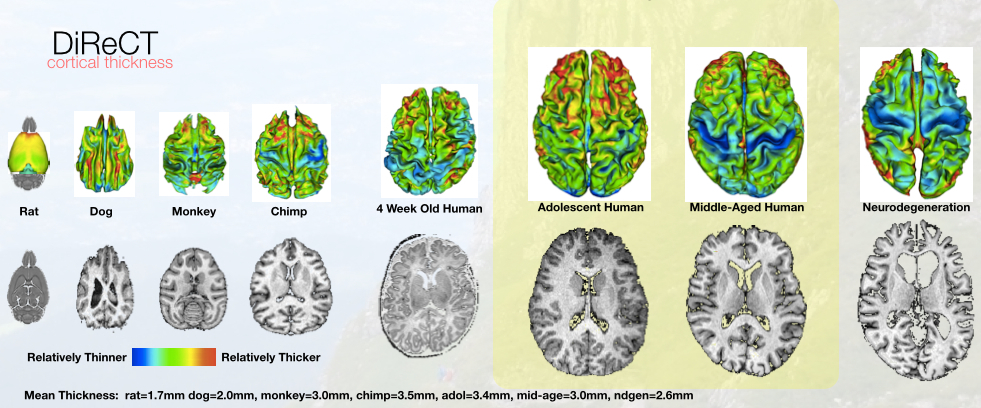 DiReCT
cortical thickness
Rat
Dog
Monkey
Chimp
4 Week Old Human
Adolescent Human
Middle-Aged Human
Neurodegeneration
Relatively Thinner
Relatively Thicker
Mean Thickness: rat=1.7mm dog=2.0mm, monkey=3.0mm, chimp=3.5mm, adol=3.4mm, mid-age=3.0mm, ndgen=2.6mm